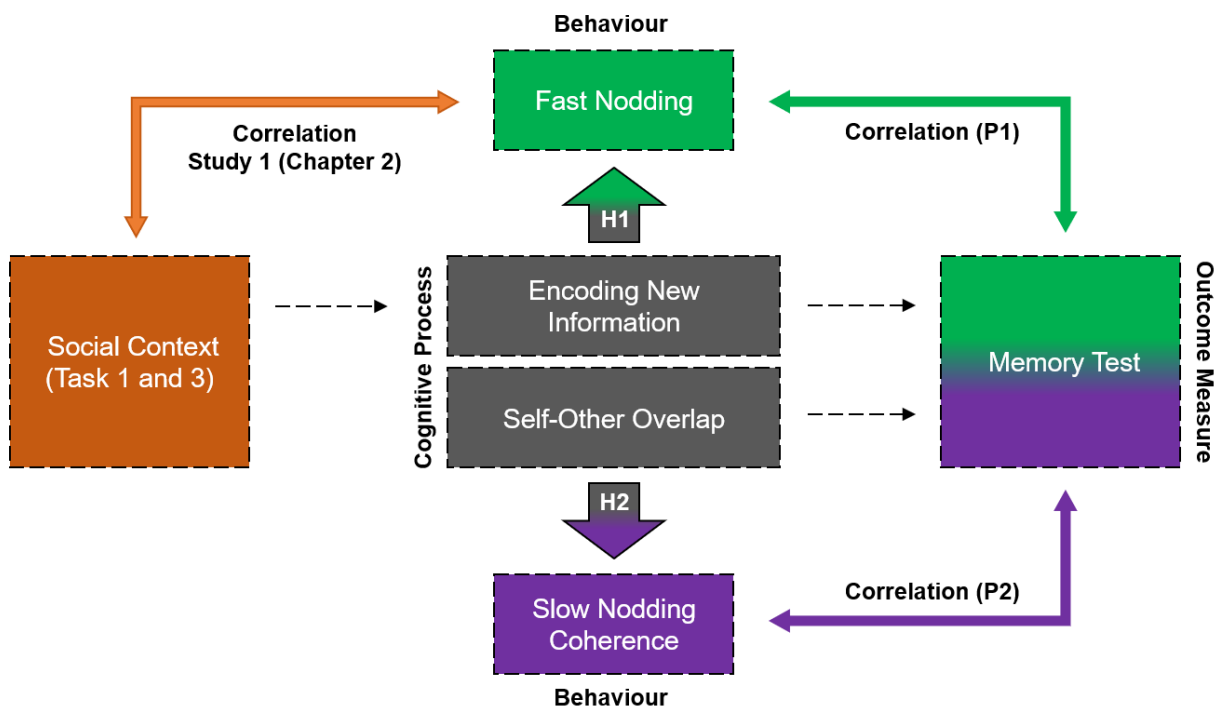 Behaviour
Fast Nodding
Correlation
Study 1 (Chapter 2)
Correlation (P1)
H1
Social Context
(Task 1 and 3)
Cognitive Process
Encoding New
Information
Self-Other Overlap
Memory Test
Outcome Measure
H2
Slow Nodding
Coherence
Correlation (P2)
Behaviour